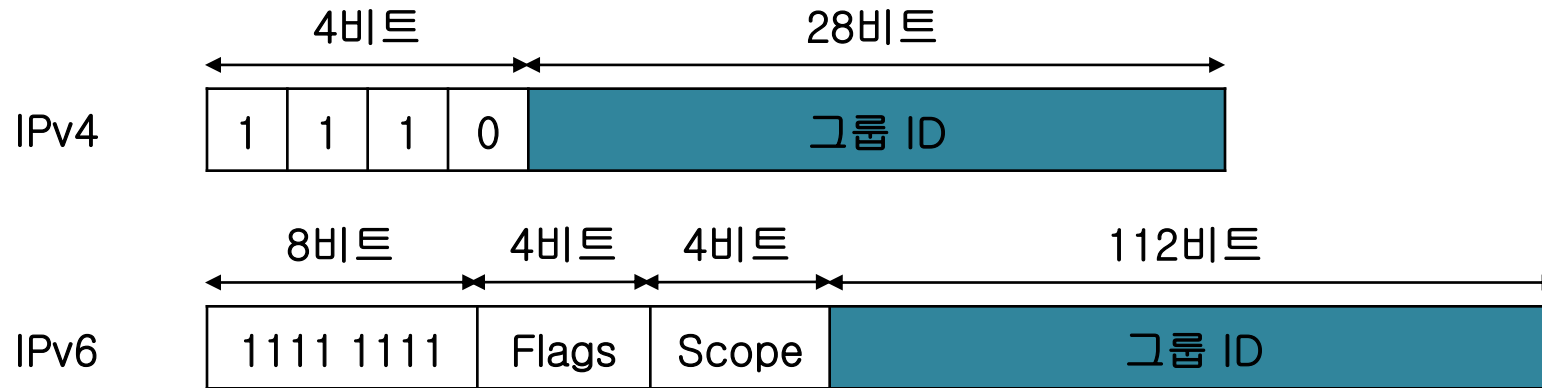 4비트 28비트
IPv4 1 1 1 0 그룹 ID
8비트 4비트 4비트 112비트
IPv6 1111 1111 Flags Scope 그룹 ID